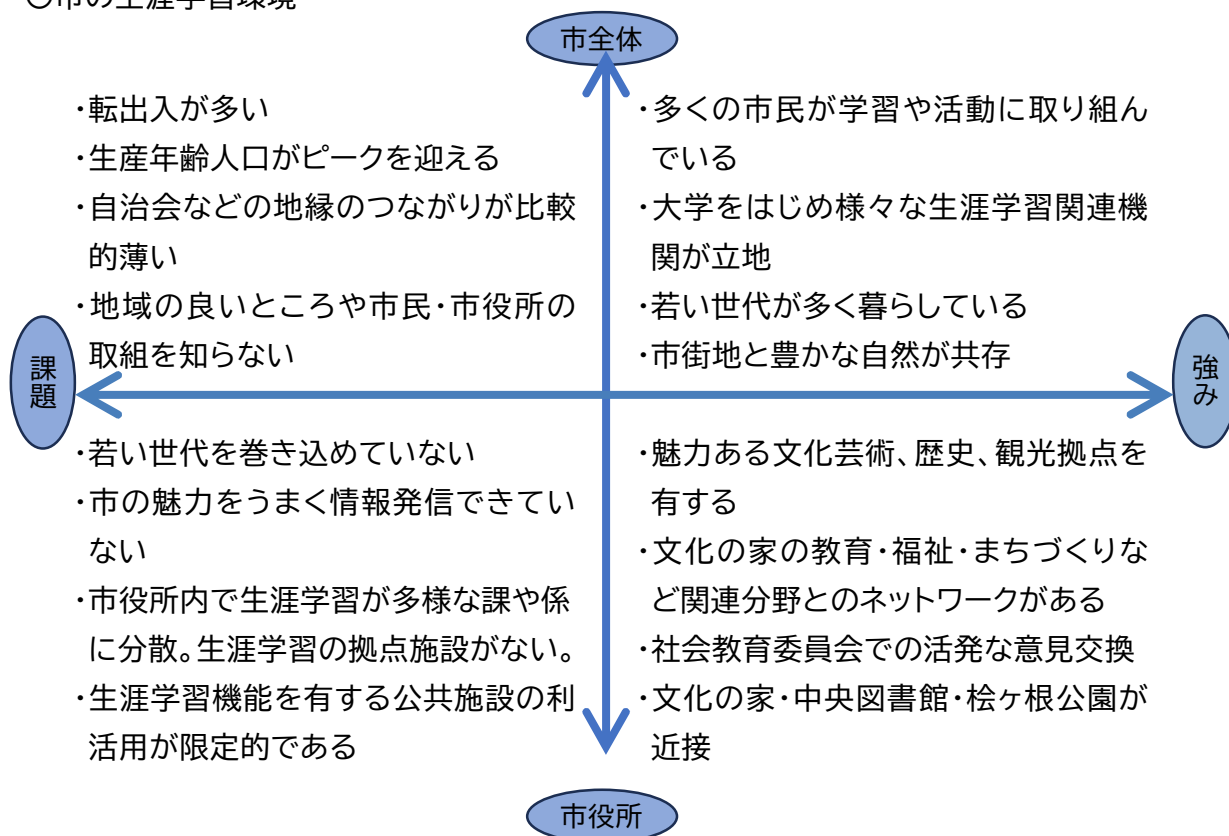 〇市の生涯学習環境
市全体
・転出入が多い
・生産年齢人口がピークを迎える
・自治会などの地縁のつながりが比較
的薄い
・地域の良いところや市民・市役所の
取組を知らない
・多くの市民が学習や活動に取り組ん
でいる
・大学をはじめ様々な生涯学習関連機
関が立地
・若い世代が多く暮らしている
・市街地と豊かな自然が共存
課題
強み
・若い世代を巻き込めていない
・市の魅力をうまく情報発信できてい
ない
・市役所内で生涯学習が多様な課や係
に分散。生涯学習の拠点施設がない。
・生涯学習機能を有する公共施設の利
活用が限定的である
・魅力ある文化芸術、歴史、観光拠点を
有する
・文化の家の教育・福祉・まちづくりな
ど関連分野とのネットワークがある
・社会教育委員会での活発な意見交換
・文化の家・中央図書館・桧ヶ根公園が
近接
市役所